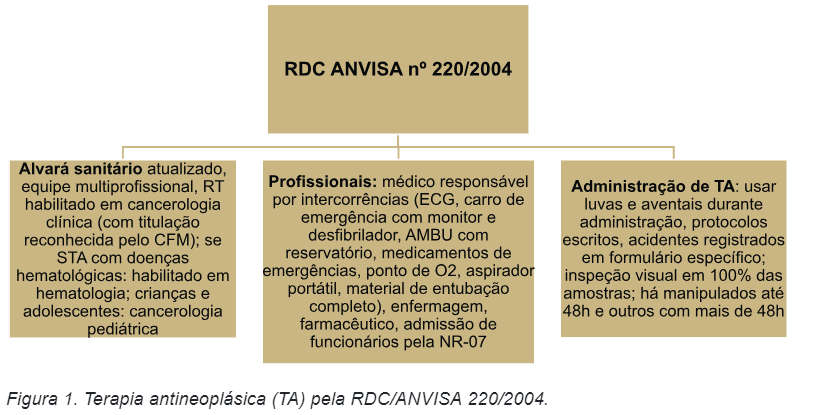 RDC ANVISA nº 220/2004
Alvará sanitário atualizado,
equipe multiprofissional, RT
habilitado em cancerologia
clínica (com titulação
reconhecida pelo CFM); se
STA com doenças
hematológicas: habilitado em
hematologia; crianças e
adolescentes: cancerologia
pediátrica
Profissionais: médico responsável
por intercorrências (ECG, carro de
emergência com monitor e
desfibrilador, AMBU com
reservatório, medicamentos de
emergências, ponto de O2, aspirador
portátil, material de entubação
completo), enfermagem,
farmacêutico, admissão de
funcionários pela NR-07
Administração de TA: usar
luvas e aventais durante
administração, protocolos
escritos, acidentes registrados
em formulário específico;
inspeção visual em 100% das
amostras; há manipulados até
48h e outros com mais de 48h
Figura 1. Terapia antineoplásica (TA) pela RDC/ANVISA 220/2004.